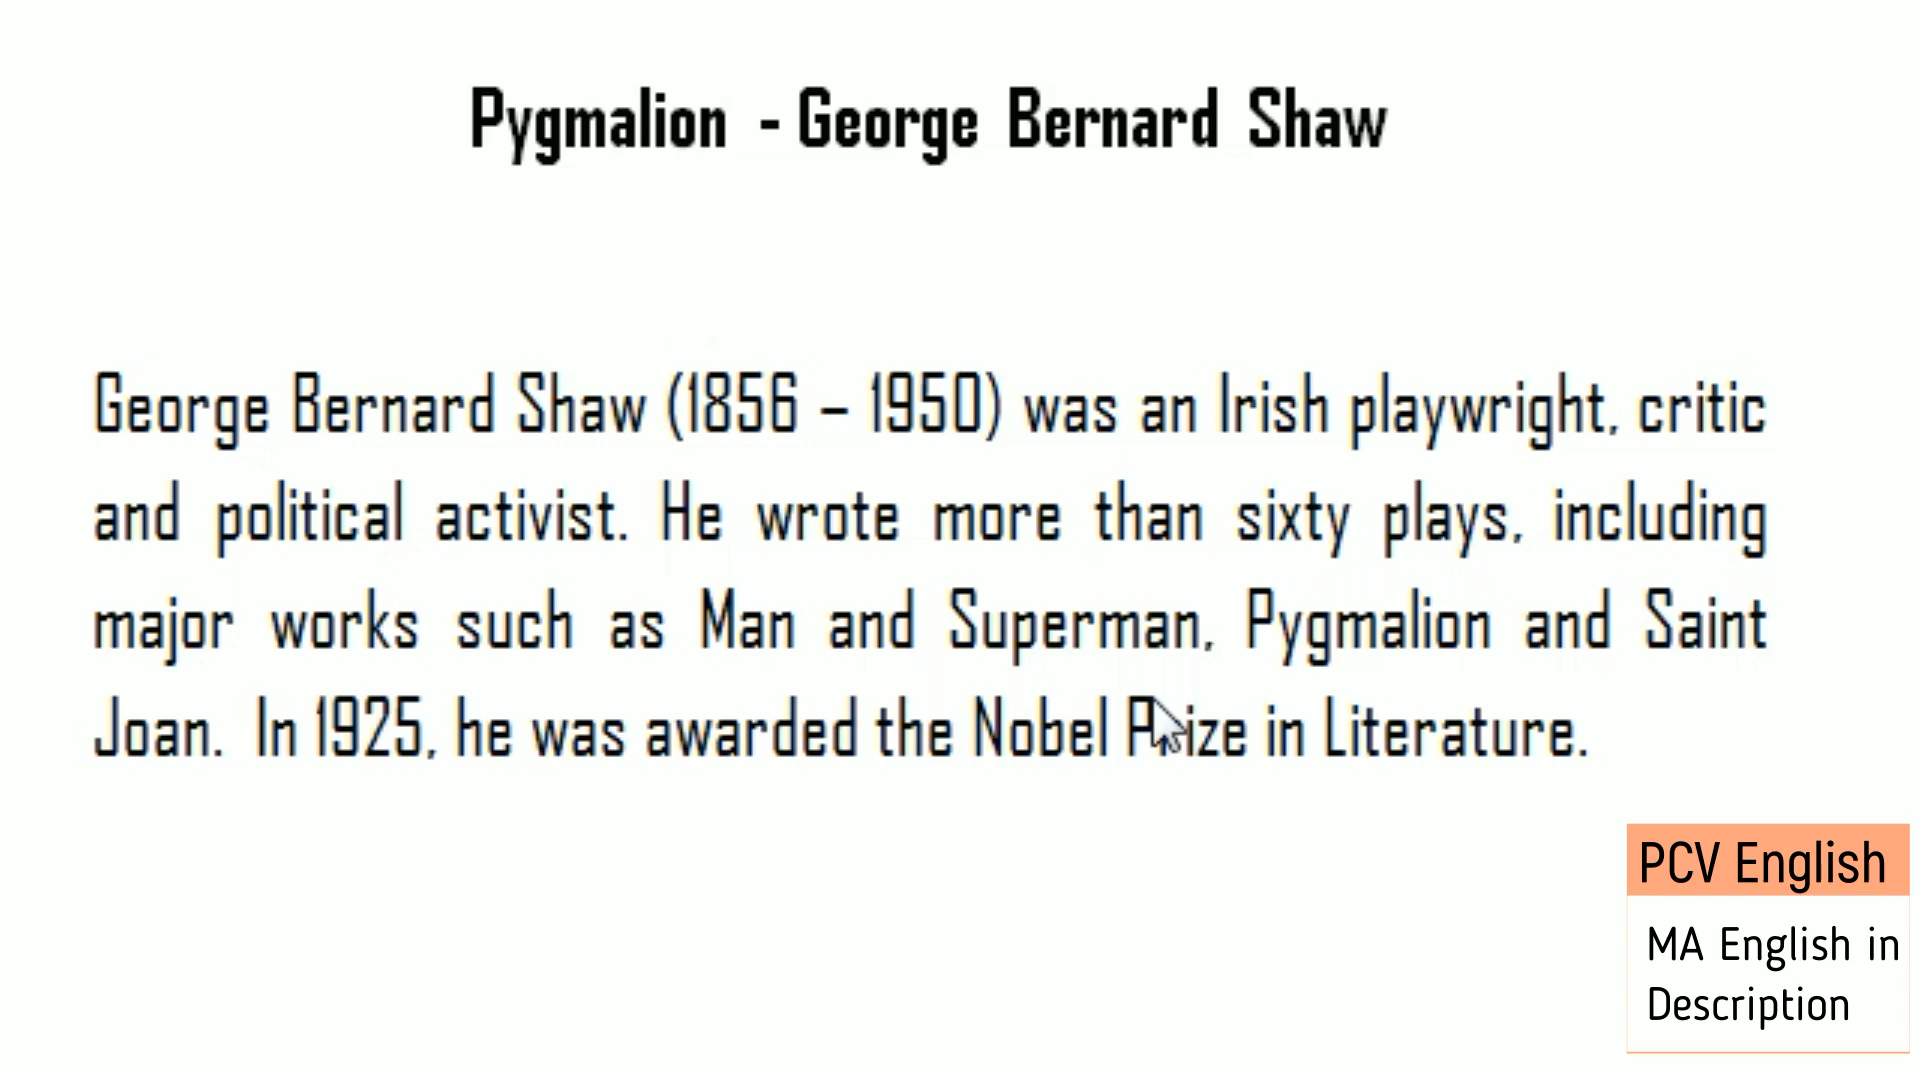 Pygmalion - George Bernard Shaw
George Bernard Shaw (1856 – 1950) was an Irish playwright, critic
and political activist. He wrote more than sixty plays, including
major works such as Man and Superman, Pygmalion and Saint
Joan. In 1925, he was awarded the Nobel Prize in Literature.
PCV English
MA English in
Description